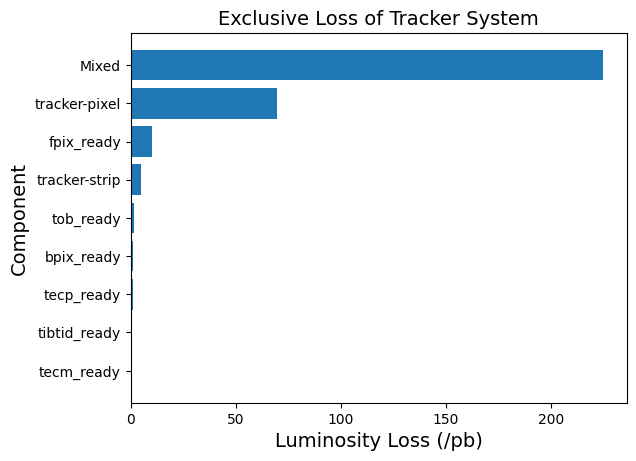 Exclusive Loss of Tracker System
Component
Mixed
tracker-pixel
fpix_ready
tracker-strip
tob_ready
bpix_ready
tecp_ready
tibtid_ready
tecm_ready
0 50 100 150 200
Luminosity Loss (/pb)